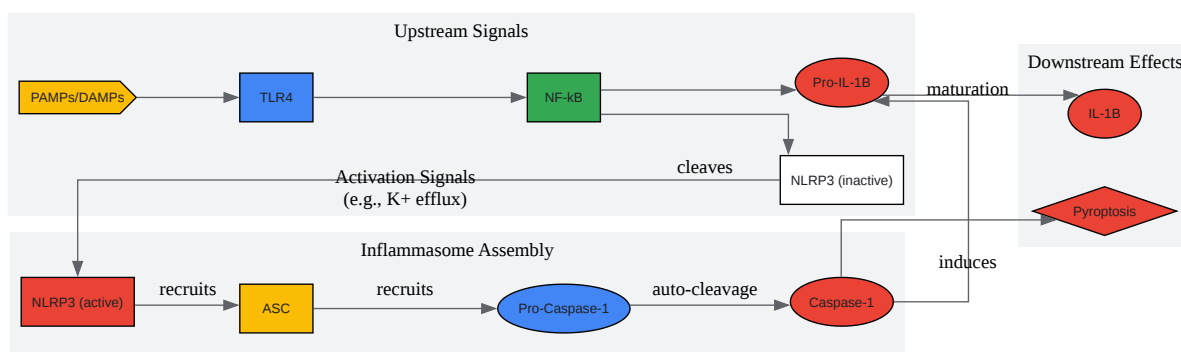 Upstream Signals
Downstream Effects
PAMPs/DAMPs
TLR4
NF-kB
Pro-IL-1B
maturation
IL-1B
cleaves
NLRP3 (inactive)
Activation Signals
(e.g., K+ efflux)
Pyroptosis
Inflammasome Assembly
induces
NLRP3 (active)
recruits
ASC
recruits
Pro-Caspase-1
auto-cleavage
Caspase-1